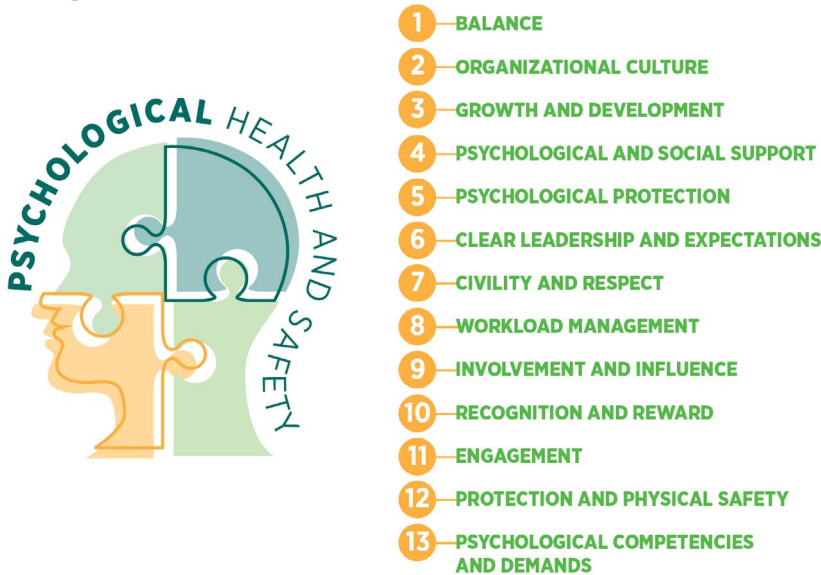 PSYCHOLOGICAL HEALTH AND SAFETY
1 BALANCE
2 ORGANIZATIONAL CULTURE
3 GROWTH AND DEVELOPMENT
4 PSYCHOLOGICAL AND SOCIAL SUPPORT
5 PSYCHOLOGICAL PROTECTION
6 CLEAR LEADERSHIP AND EXPECTATIONS
7 CIVILITY AND RESPECT
8 WORKLOAD MANAGEMENT
9 INVOLVEMENT AND INFLUENCE
10 RECOGNITION AND REWARD
11 ENGAGEMENT
12 PROTECTION AND PHYSICAL SAFETY
13 PSYCHOLOGICAL COMPETENCIES
AND DEMANDS